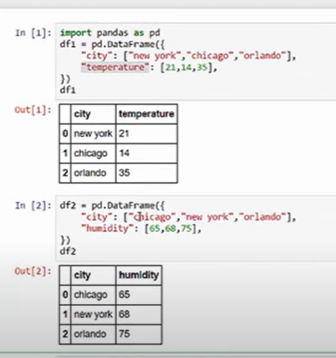 In [1]: import pandas as pd
df1 = pd.DataFrame({
"city": ["new york","chicago","orlando"],
"temperature": [21,14,35],
})
df1
Out[1]:
city temperature
0 new york 21
1 chicago 14
2 orlando 35
In [2]: df2 = pd.DataFrame({
"city": ["chicago","new york","orlando"],
"humidity": [65,68,75],
})
df2
Out[2]:
city humidity
0 chicago 65
1 new york 68
2 orlando 75